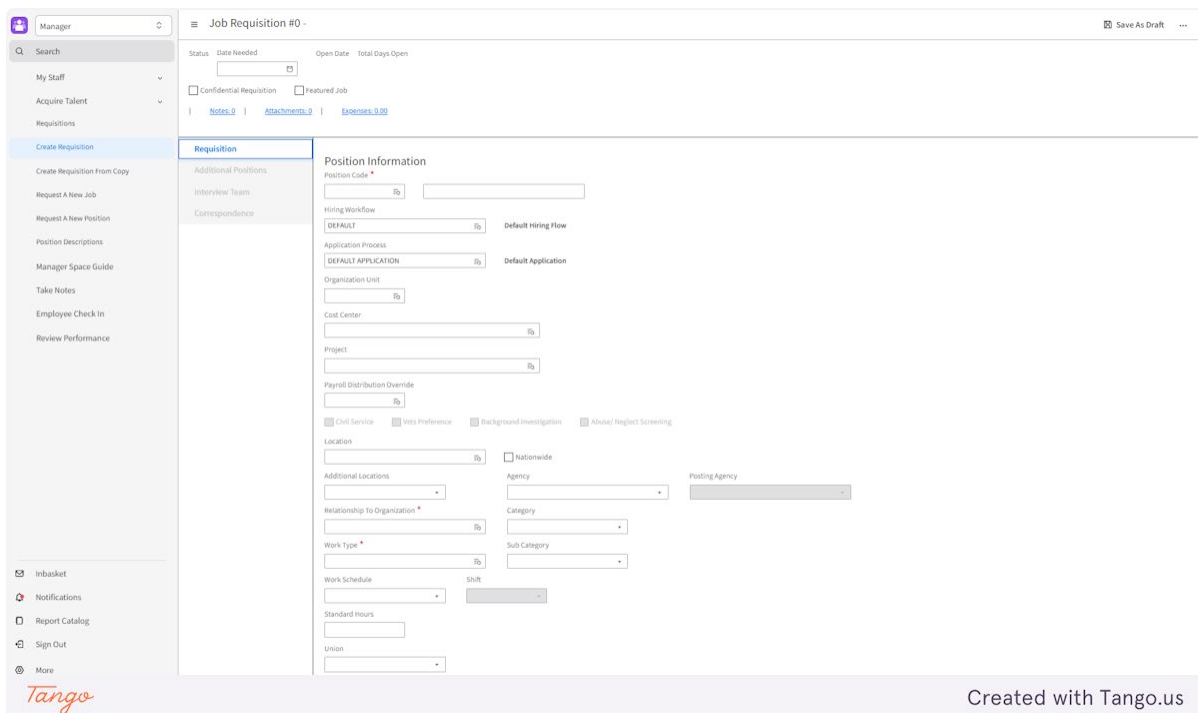 Manager
Search
My Staff
Acquire Talent
Requisitions
Create Requisition
Create Requisition From Copy
Request A New Job
Request A New Position
Position Descriptions
Manager Space Guide
Take Notes
Employee Check In
Review Performance
Inbasket
Notifications
Report Catalog
Sign Out
More
Job Requisition #0 -
Save As Draft ...
Status Date Needed Open Date Total Days Open
Confidential Requisition Featured Job
| Notes: 0 | Attachments: 0 | Expenses: 0.00
Requisition
Additional Positions
Interview Team
Correspondence
Position Information
Position Code *
Hiring Workflow
DEFAULT Default Hiring Flow
Application Process
DEFAULT APPLICATION Default Application
Organization Unit
Cost Center
Project
Payroll Distribution Override
Civil Service Vets Preference Background Investigation Abuse/ Neglect Screening
Location
Nationwide
Additional Locations Agency Posting Agency
Relationship To Organization * Category
Work Type * Sub Category
Work Schedule Shift
Standard Hours
Union
Tango Created with Tango.us